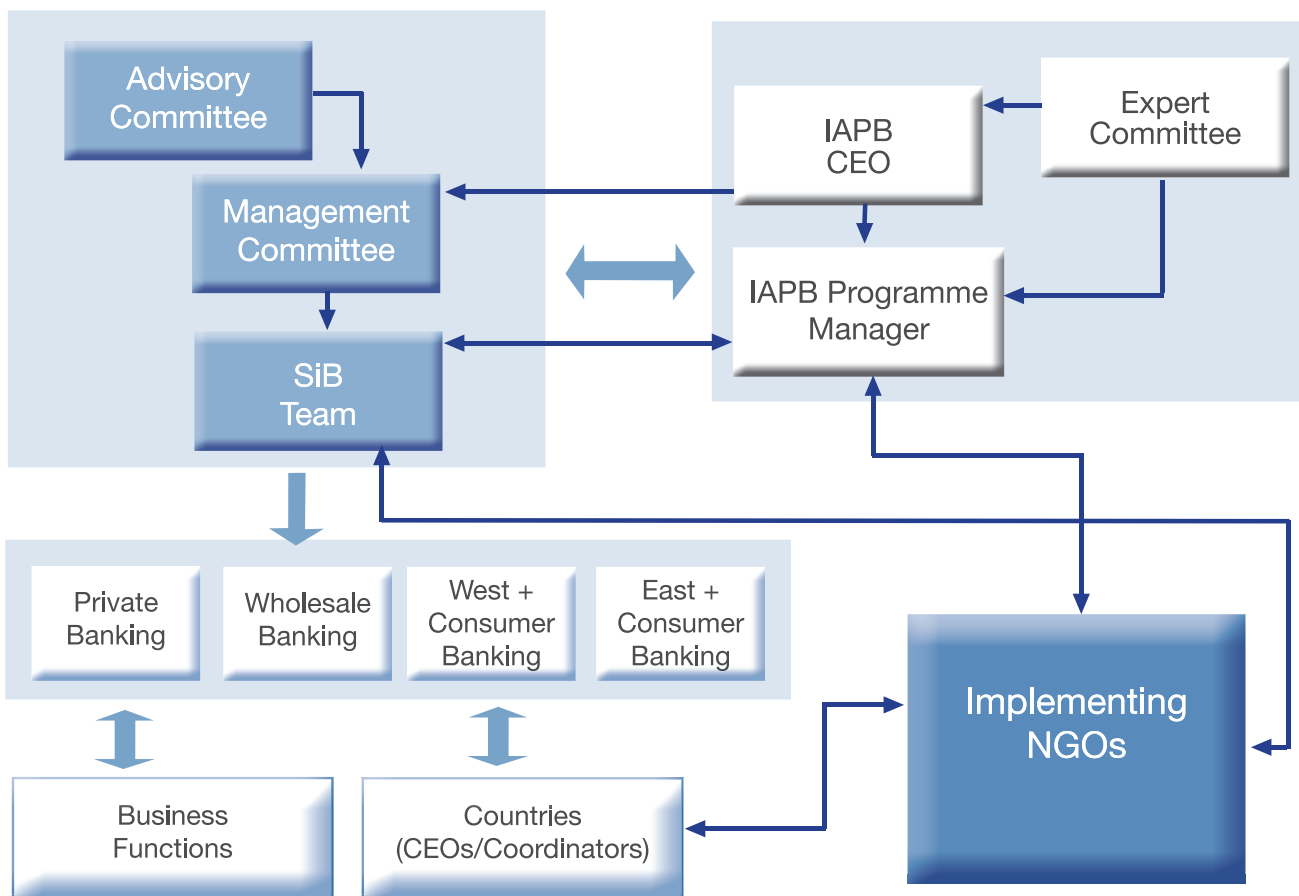 Advisory
Committee
Management
Committee
SiB
Team
IAPB
CEO
Expert
Committee
IAPB Programme
Manager
Private
Banking
Wholesale
Banking
West +
Consumer
Banking
East +
Consumer
Banking
Business
Functions
Countries
(CEOs/Coordinators)
Implementing
NGOs